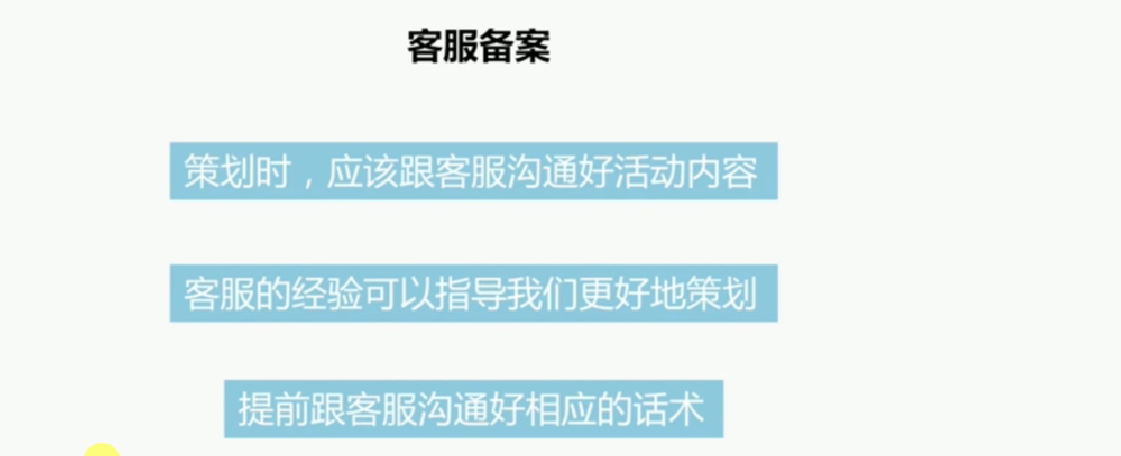 客服备案
策划时，应该跟客服沟通好活动内容
客服的经验可以指导我们更好地策划
提前跟客服沟通好相应的话术